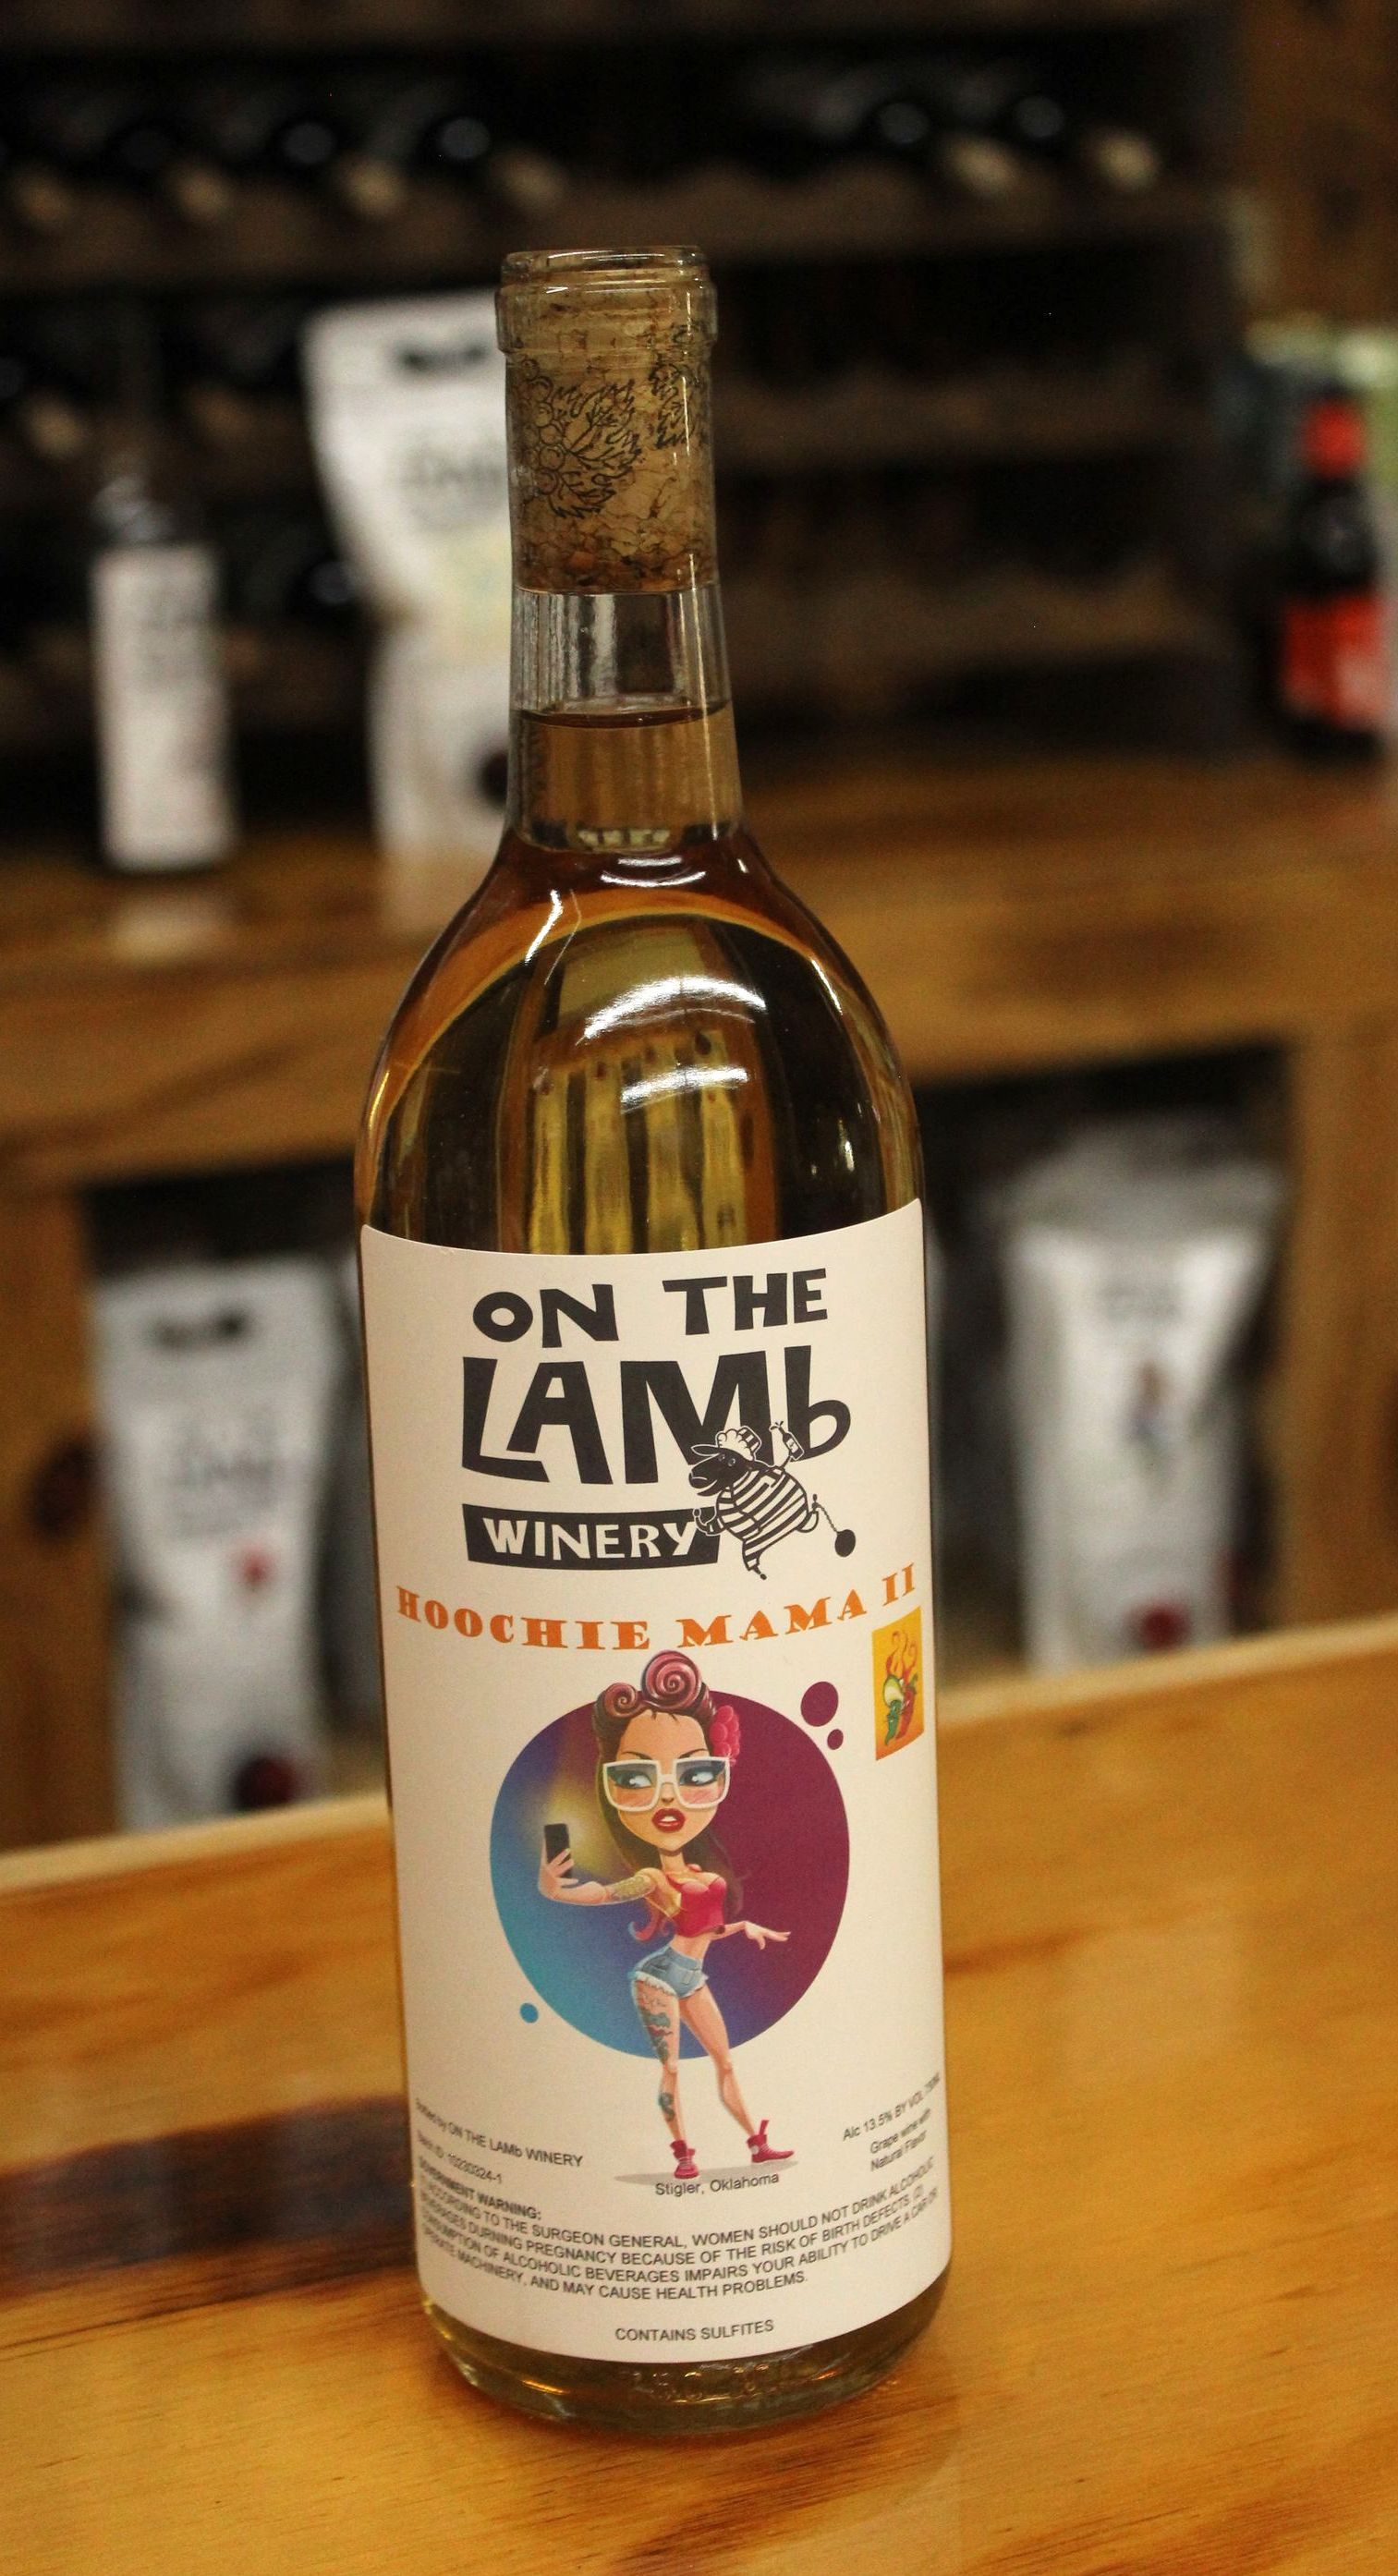 ON THE
LAMb
WINERY
HOOCHIE MAMA II
by ON THE LAMb WINERY
Alc 13.5% BY VOL
Grape wine with
Natural Flavor
ID: 10230324-1
Stigler, Oklahoma
GOVERNMENT WARNING:
ACCORDING TO THE SURGEON GENERAL, WOMEN SHOULD NOT DRINK ALCOHOLIC
BEVERAGES DURNING PREGNANCY BECAUSE OF THE RISK OF BIRTH DEFECTS. (2)
CONSUMPTION OF ALCOHOLIC BEVERAGES IMPAIRS YOUR ABILITY TO DRIVE A CAR OR
OPERATE MACHINERY, AND MAY CAUSE HEALTH PROBLEMS.
CONTAINS SULFITES